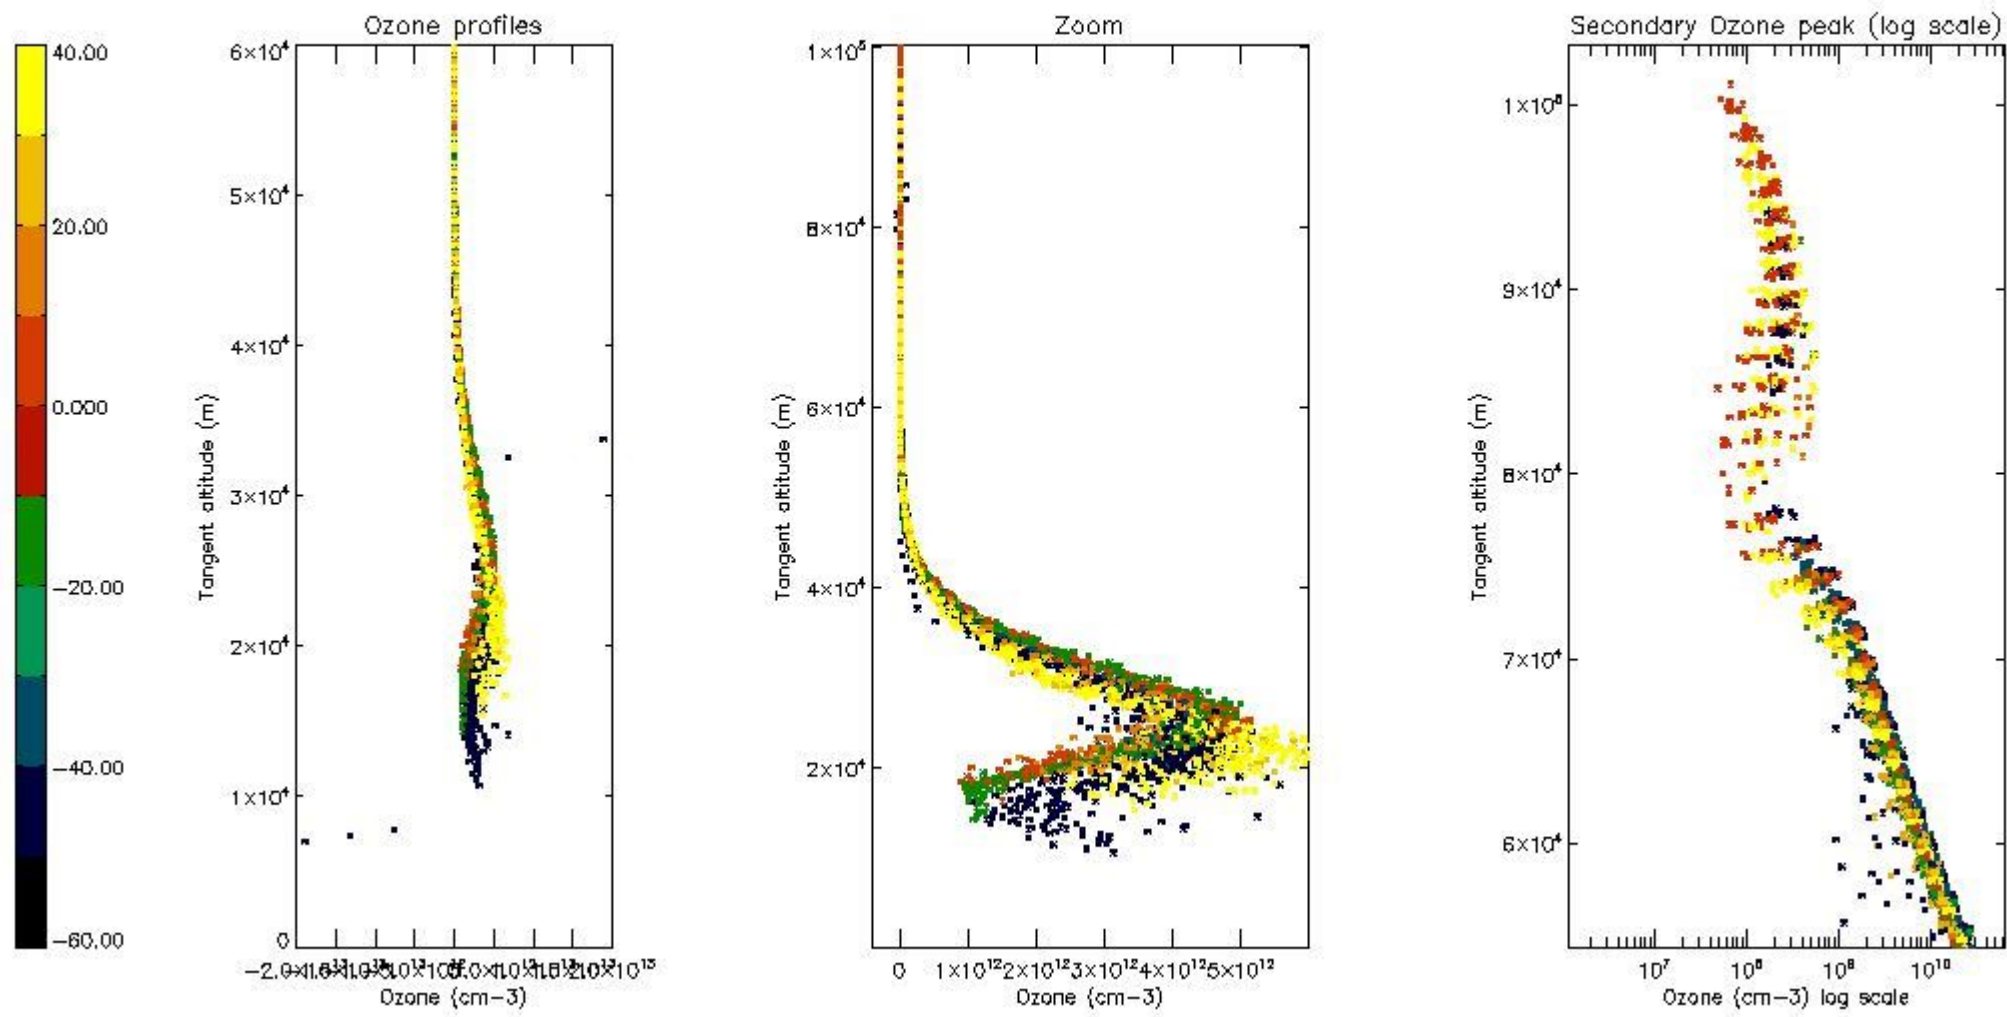 Ozone profiles
Zoom
Secondary Ozone peak (log scale)
40.00
20.00
0.000
−20.00
−40.00
−60.00
6×10⁴
5×10⁴
4×10⁴
3×10⁴
2×10⁴
1×10⁴
0
Tangent altitude (m)
Ozone (cm−3)
1×10⁵
8×10⁴
6×10⁴
4×10⁴
2×10⁴
Tangent altitude (m)
0 1×10¹² 2×10¹² 3×10¹² 4×10¹² 5×10¹²
Ozone (cm−3)
9×10⁴
8×10⁴
7×10⁴
6×10⁴
Tangent altitude (m)
10⁷ 10⁸ 10⁹ 10¹⁰
Ozone (cm−3) log scale